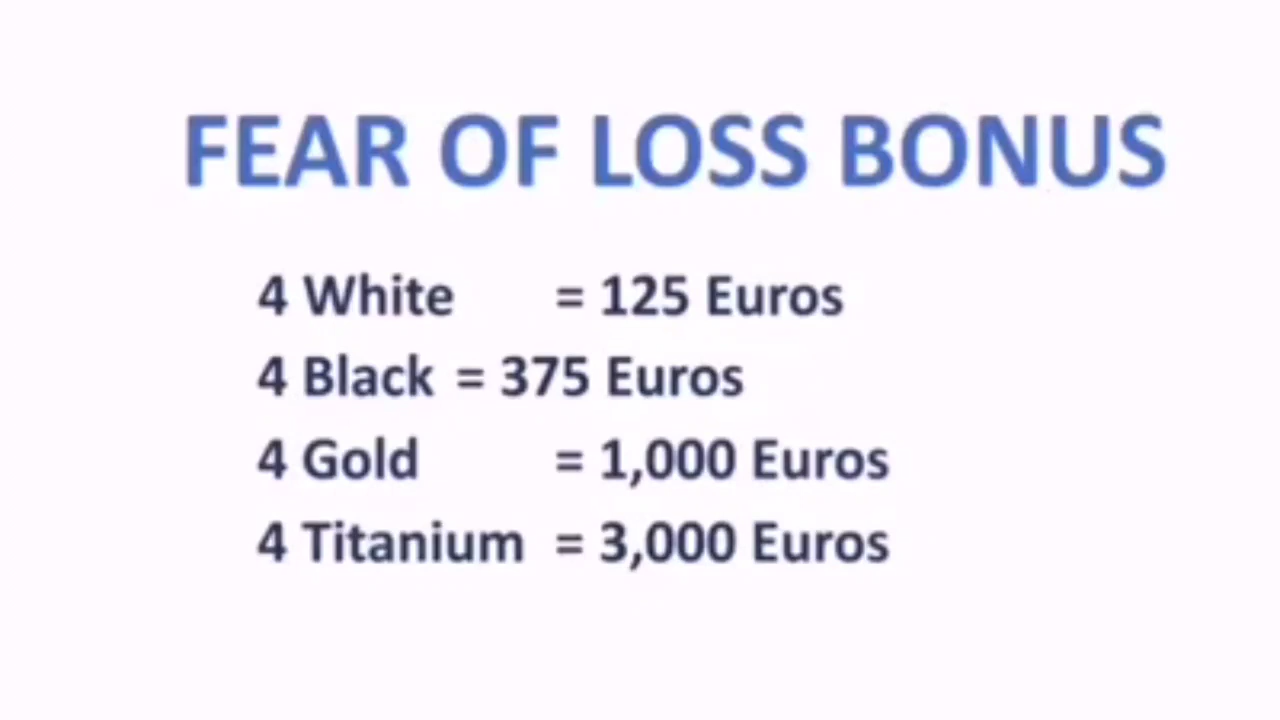 FEAR OF LOSS BONUS
4 White = 125 Euros
4 Black = 375 Euros
4 Gold = 1,000 Euros
4 Titanium = 3,000 Euros